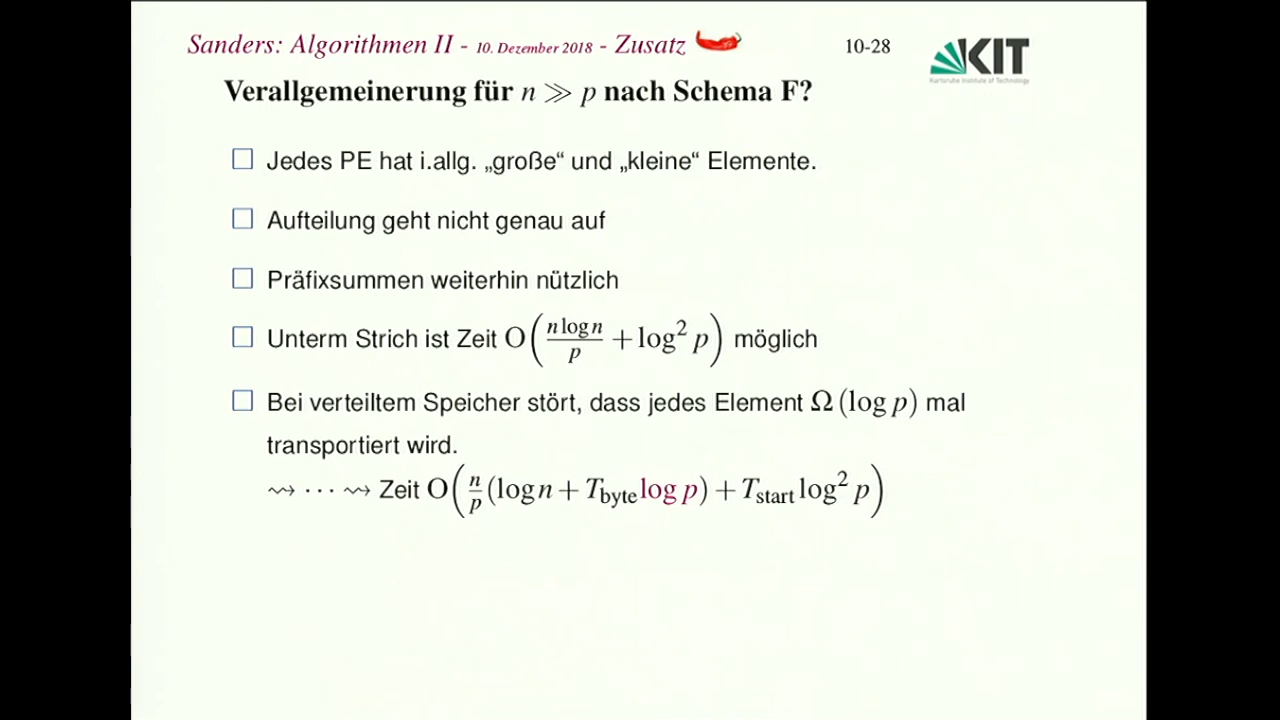 Sanders: Algorithmen II - 10. Dezember 2018 - Zusatz
10-28
KIT
Karlsruhe Institute of Technology
Verallgemeinerung für n ≫ p nach Schema F?
□ Jedes PE hat i.allg. „große“ und „kleine“ Elemente.
□ Aufteilung geht nicht genau auf
□ Präfixsummen weiterhin nützlich
□ Unterm Strich ist Zeit O(n log n / p + log² p) möglich
□ Bei verteiltem Speicher stört, dass jedes Element Ω (log p) mal
transportiert wird.
⇝ ··· ⇝ Zeit O(n/p (log n + T_byte log p) + T_start log² p)